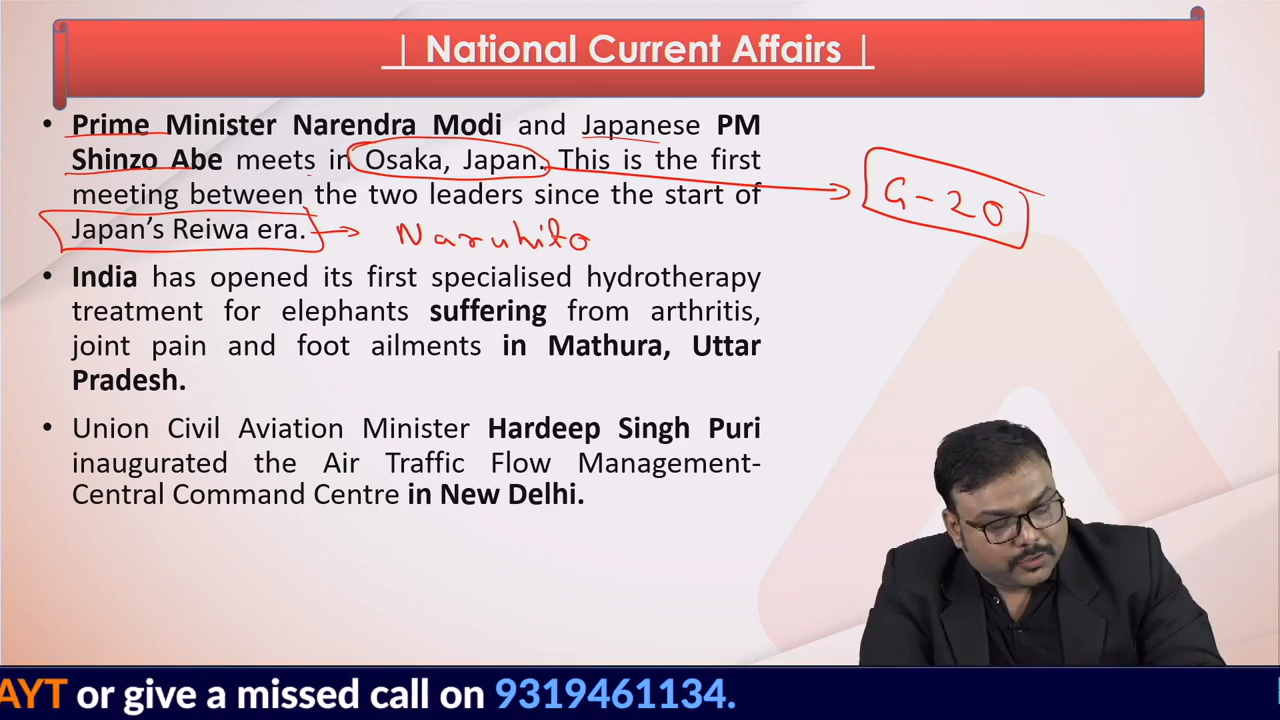 | National Current Affairs |
• Prime Minister Narendra Modi and Japanese PM
Shinzo Abe meets in Osaka, Japan. This is the first
meeting between the two leaders since the start of
Japan's Reiwa era.
G-20
Naruhito
• India has opened its first specialised hydrotherapy
treatment for elephants suffering from arthritis,
joint pain and foot ailments in Mathura, Uttar
Pradesh.
• Union Civil Aviation Minister Hardeep Singh Puri
inaugurated the Air Traffic Flow Management-
Central Command Centre in New Delhi.
AYT or give a missed call on 9319461134.